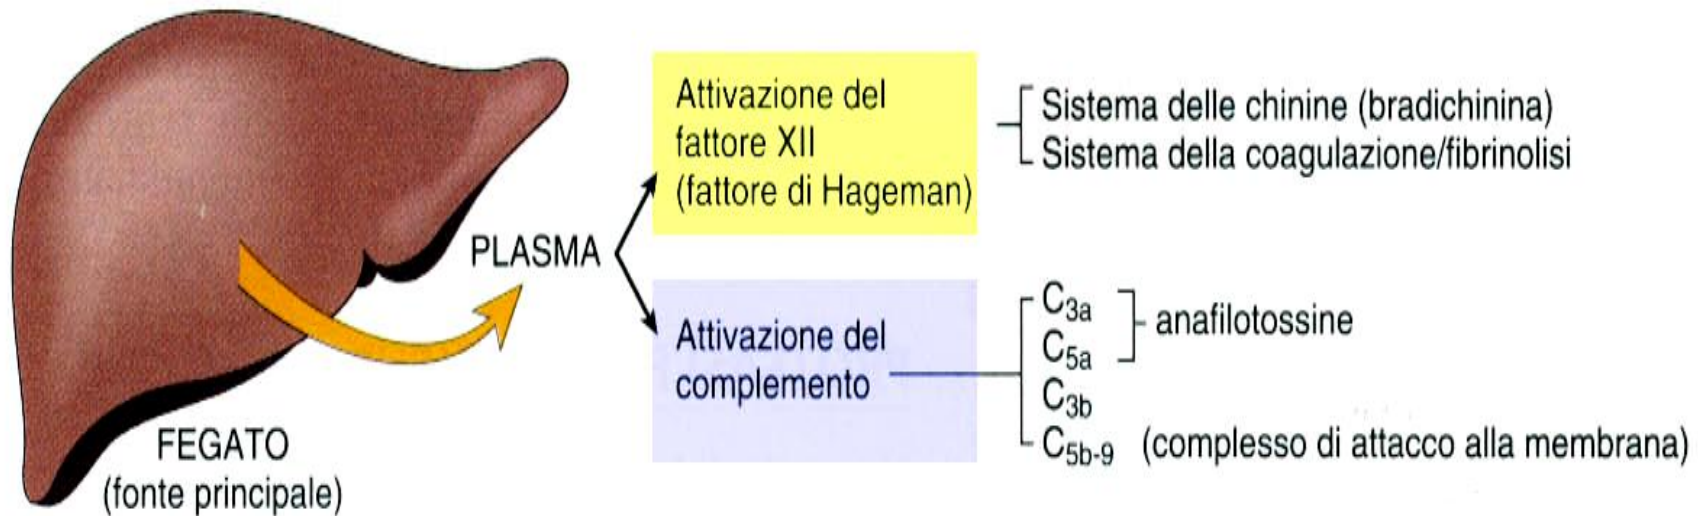 Attivazione del
fattore XII
(fattore di Hageman)
Sistema delle chinine (bradichinina)
Sistema della coagulazione/fibrinolisi
PLASMA
Attivazione del
complemento
C3a
C5a
anafilotossine
C3b
C5b-9 (complesso di attacco alla membrana)
FEGATO
(fonte principale)